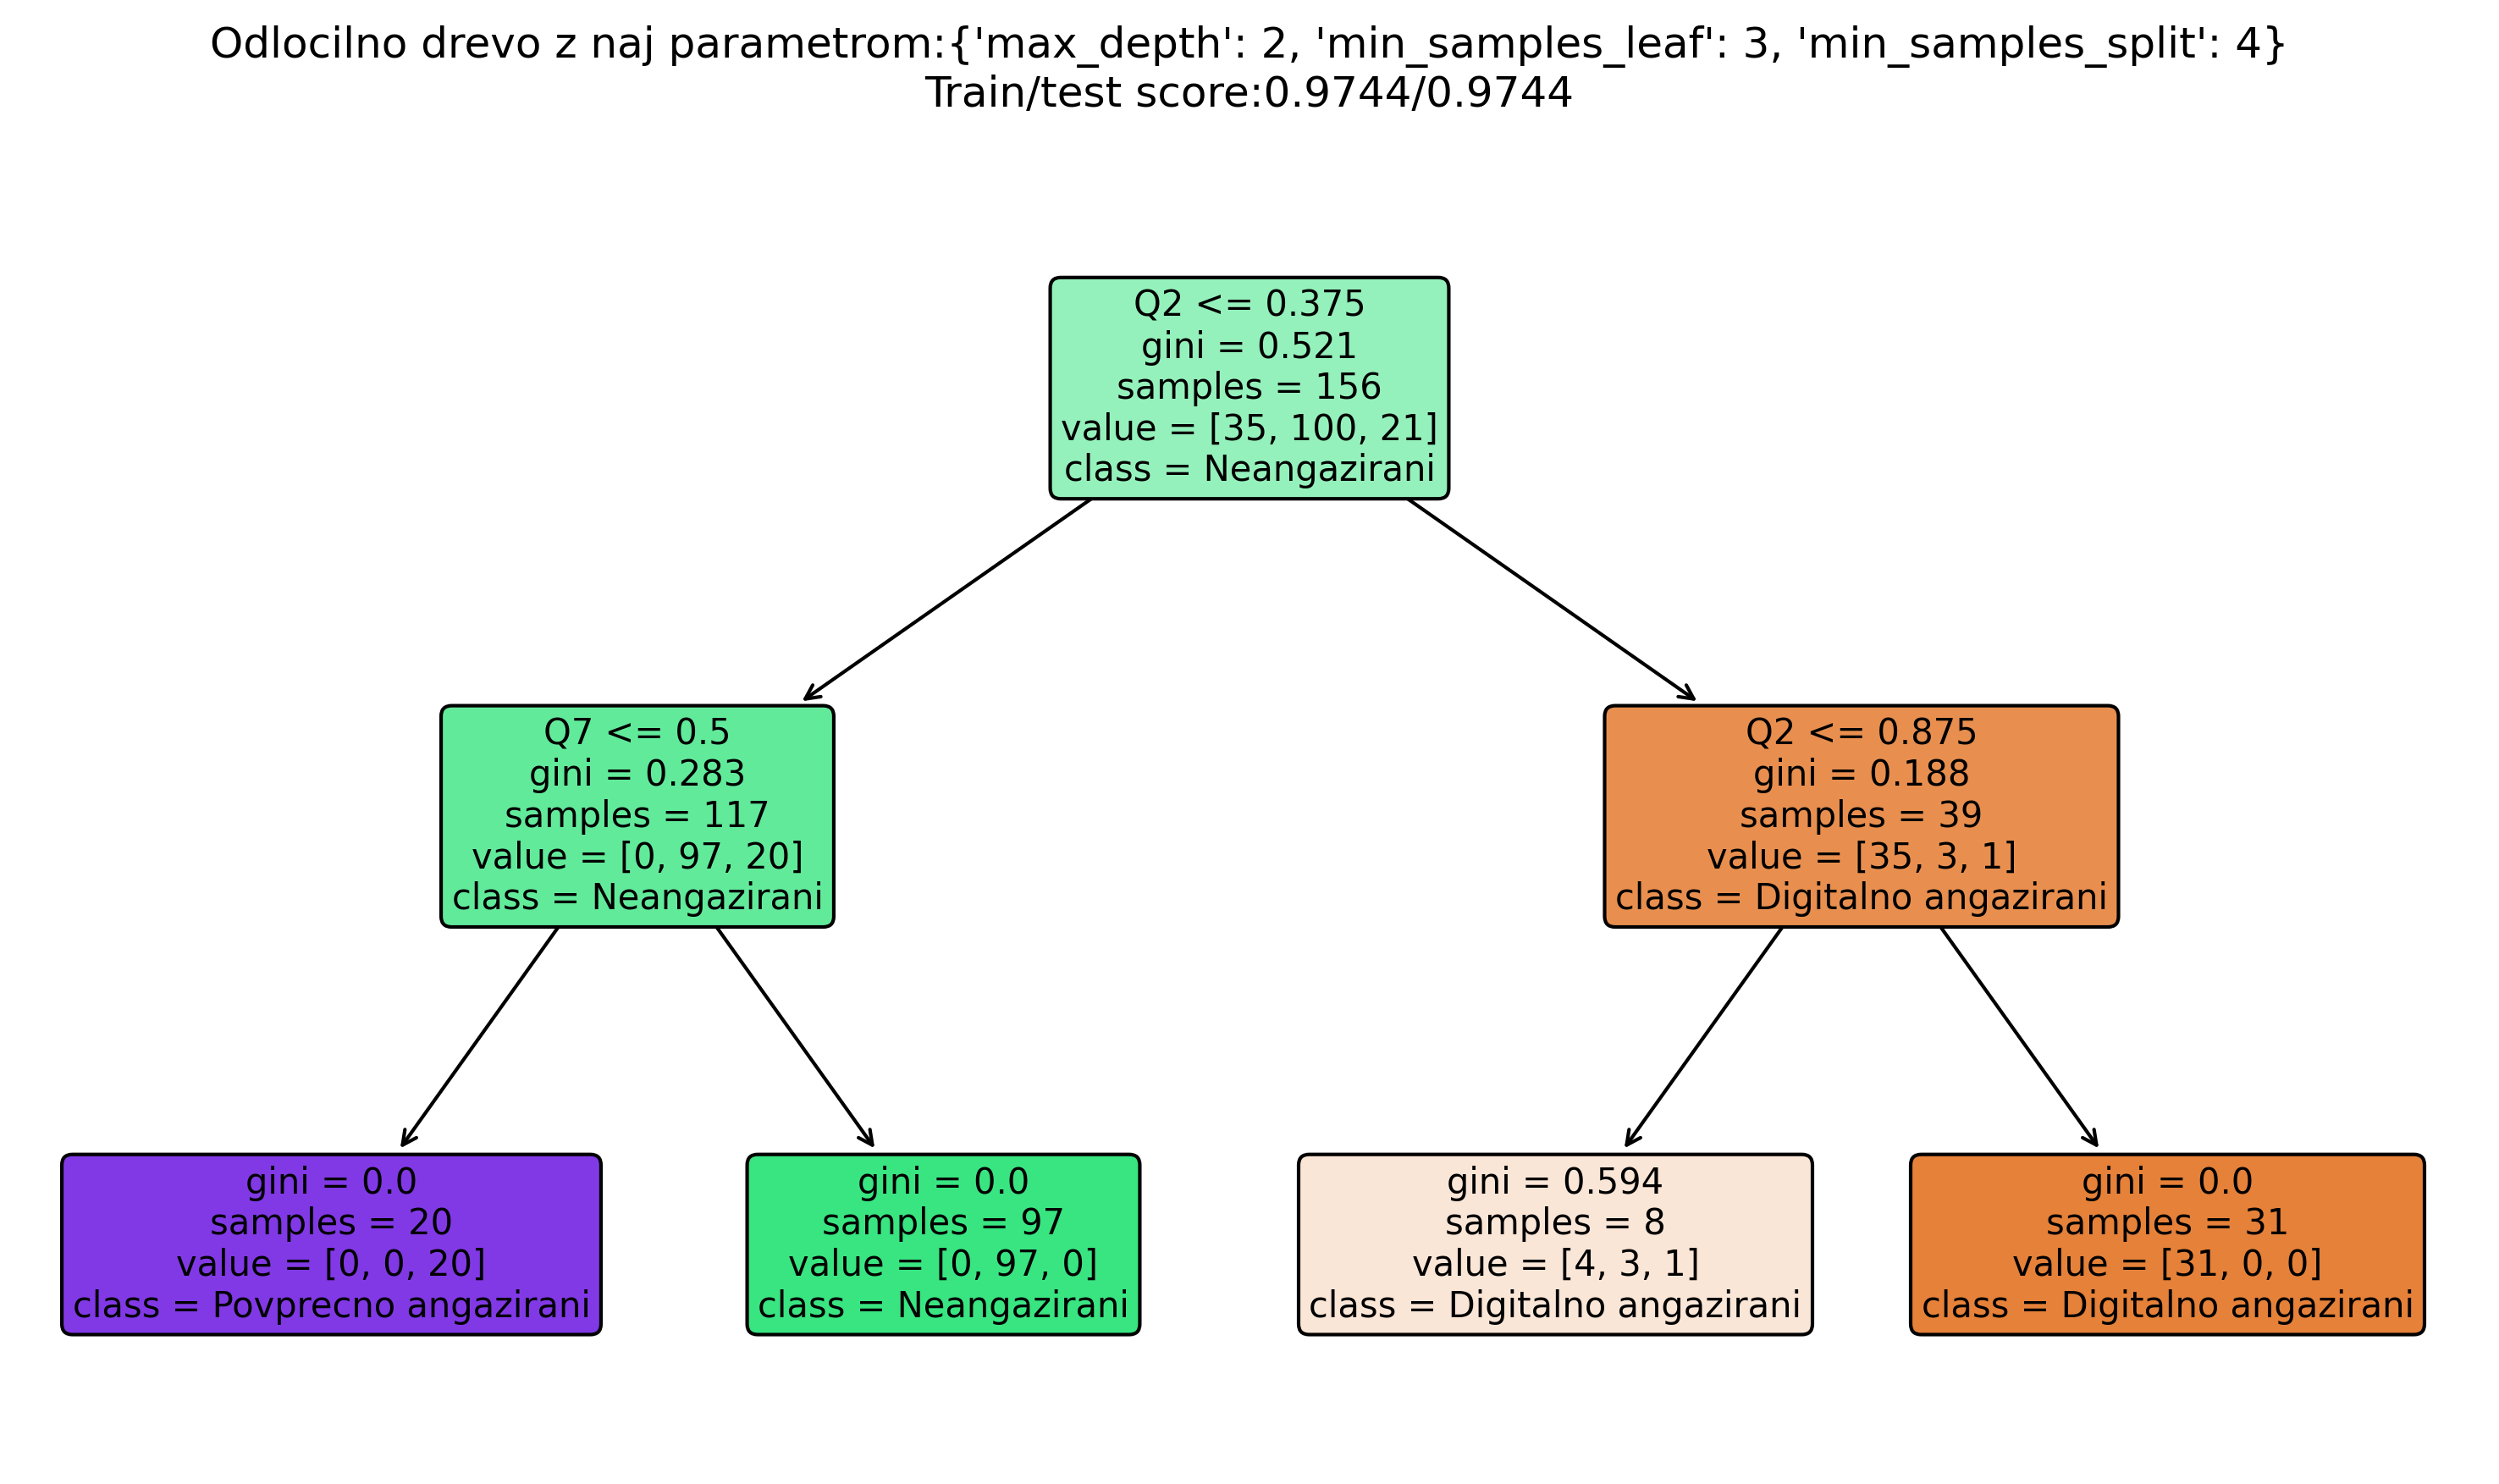 Odlocilno drevo z naj parametrom:{'max_depth': 2, 'min_samples_leaf': 3, 'min_samples_split': 4}
Train/test score:0.9744/0.9744
Q2 <= 0.375
gini = 0.521
samples = 156
value = [35, 100, 21]
class = Neangazirani
Q7 <= 0.5
gini = 0.283
samples = 117
value = [0, 97, 20]
class = Neangazirani
Q2 <= 0.875
gini = 0.188
samples = 39
value = [35, 3, 1]
class = Digitalno angazirani
gini = 0.0
samples = 20
value = [0, 0, 20]
class = Povprecno angazirani
gini = 0.0
samples = 97
value = [0, 97, 0]
class = Neangazirani
gini = 0.594
samples = 8
value = [4, 3, 1]
class = Digitalno angazirani
gini = 0.0
samples = 31
value = [31, 0, 0]
class = Digitalno angazirani